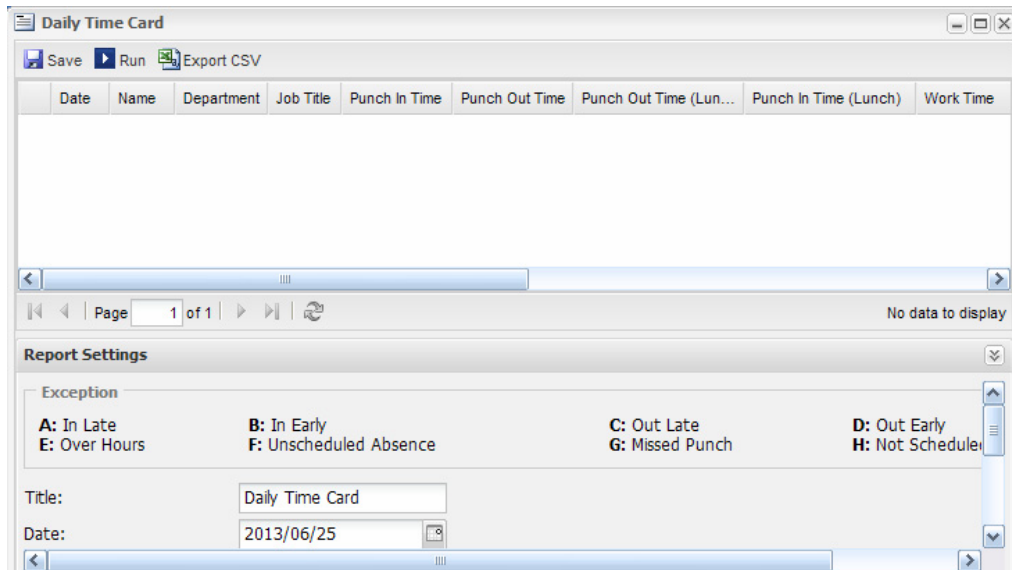 Daily Time Card
Save Run Export CSV
Date Name Department Job Title Punch In Time Punch Out Time Punch Out Time (Lun... Punch In Time (Lunch) Work Time
Page 1 of 1 No data to display
Report Settings
Exception
A: In Late B: In Early C: Out Late D: Out Early
E: Over Hours F: Unscheduled Absence G: Missed Punch H: Not Scheduled
Title: Daily Time Card
Date: 2013/06/25